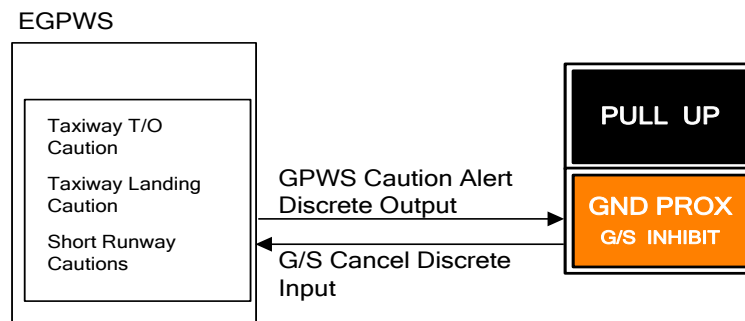 EGPWS
Taxiway T/O
Caution
Taxiway Landing
Caution
Short Runway
Cautions
GPWS Caution Alert
Discrete Output
G/S Cancel Discrete
Input
PULL UP
GND PROX
G/S INHIBIT